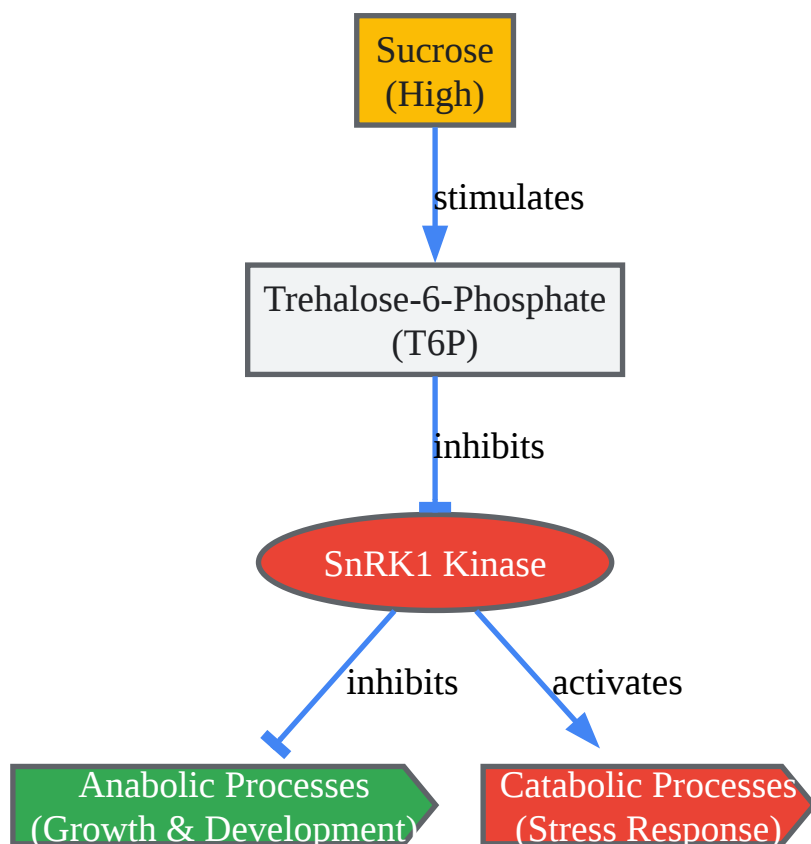 Sucrose
(High)
stimulates
Trehalose-6-Phosphate
(T6P)
inhibits
SnRK1 Kinase
inhibits
activates
Anabolic Processes
(Growth & Development)
Catabolic Processes
(Stress Response)